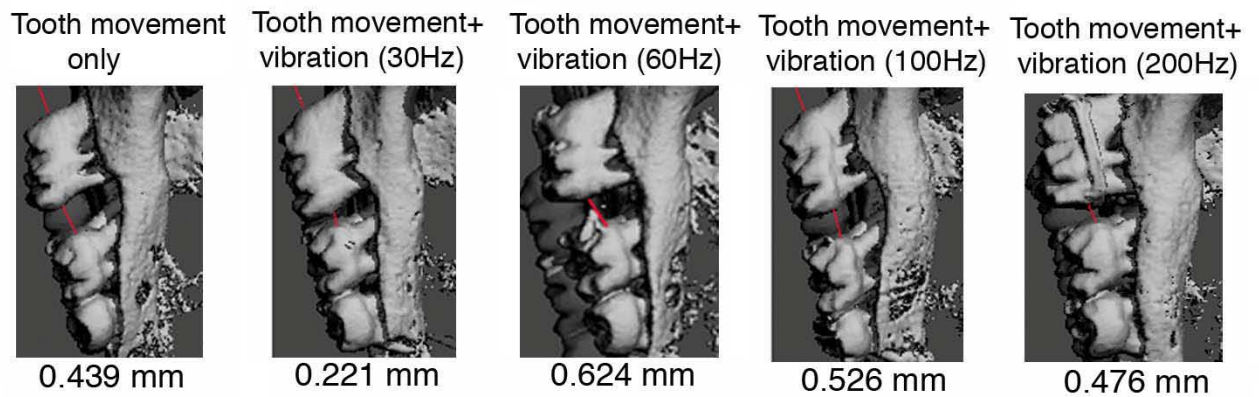 Tooth movement
only
Tooth movement+
vibration (30Hz)
Tooth movement+
vibration (60Hz)
Tooth movement+
vibration (100Hz)
Tooth movement+
vibration (200Hz)
0.439 mm
0.221 mm
0.624 mm
0.526 mm
0.476 mm